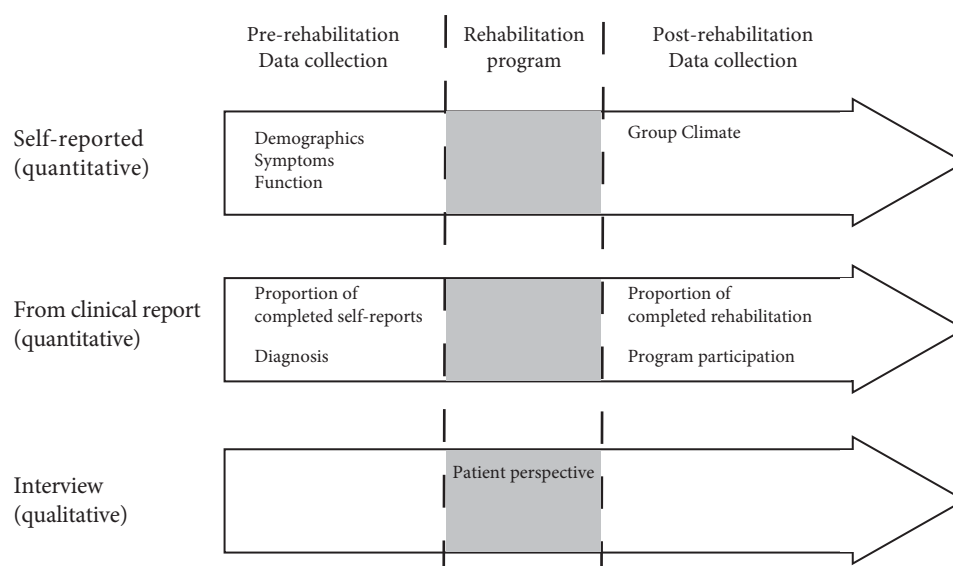 Pre-rehabilitation
Data collection
Rehabilitation
program
Post-rehabilitation
Data collection
Self-reported
(quantitative)
Demographics
Symptoms
Function
Group Climate
From clinical report
(quantitative)
Proportion of
completed self-reports
Diagnosis
Proportion of
completed rehabilitation
Program participation
Interview
(qualitative)
Patient perspective